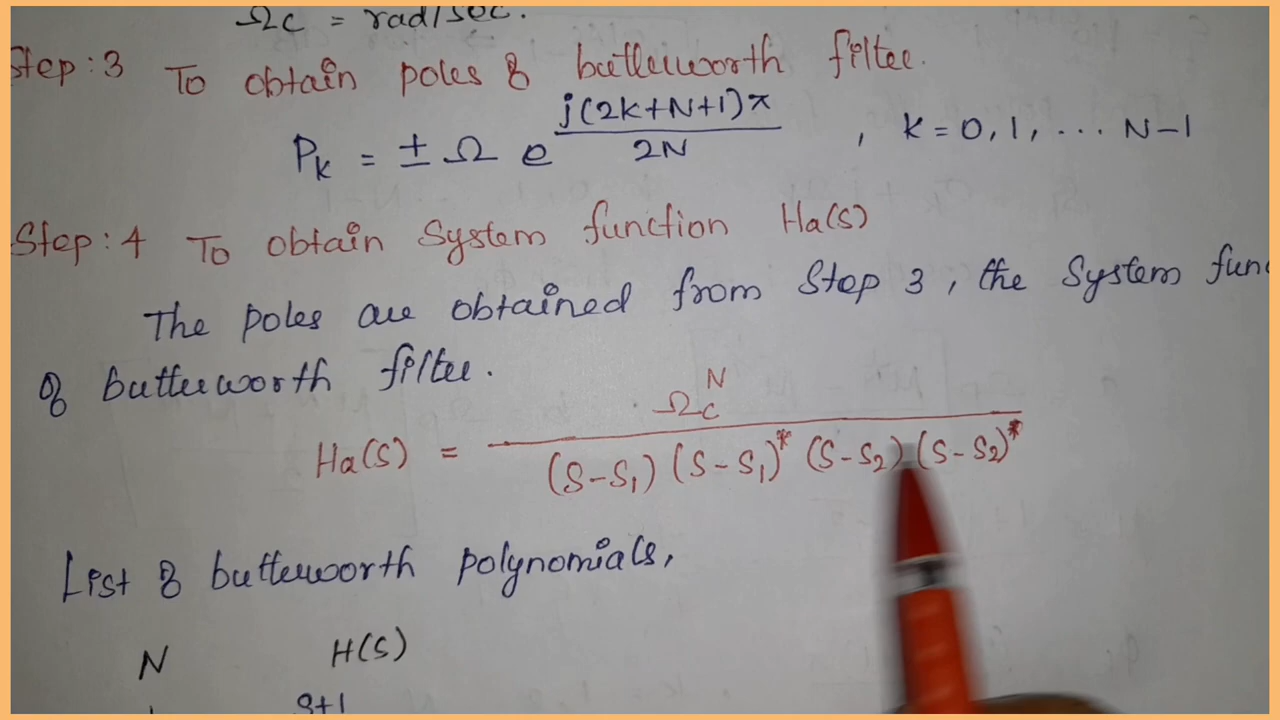 Ωc = rad/sec.
Step:3 To obtain poles of butterworth filter.
Pk = ± Ω e^(j(2k+N+1)π / 2N) , k = 0, 1, ... N-1
Step:4 To obtain System function Ha(s)
The poles are obtained from Step 3, the System func
of butterworth filter.
Ha(s) = Ωc^N / (s-s₁) (s-s₁)* (s-s₂) (s-s₂)*
List of butterworth polynomials,
N H(s)
1 s+1